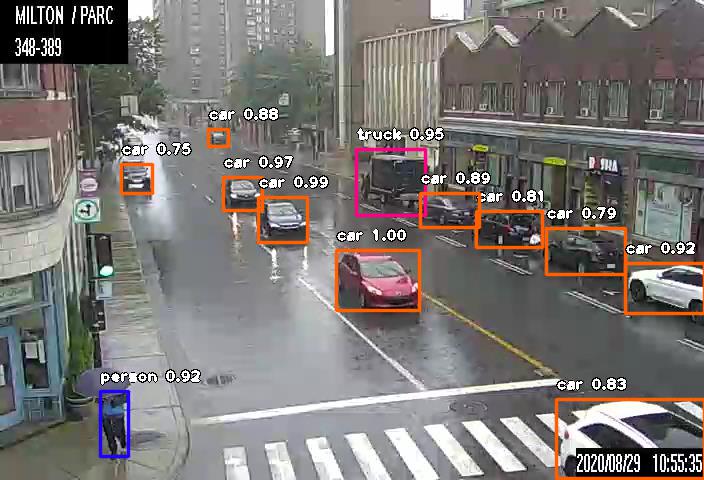 MILTON / PARC
348-389
car 0.88
truck 0.95
car 0.75
car 0.97
car 0.99
car 0.89
car 0.81
car 0.79
car 1.00
car 0.92
person 0.92
car 0.83
2020/08/29 10:55:35